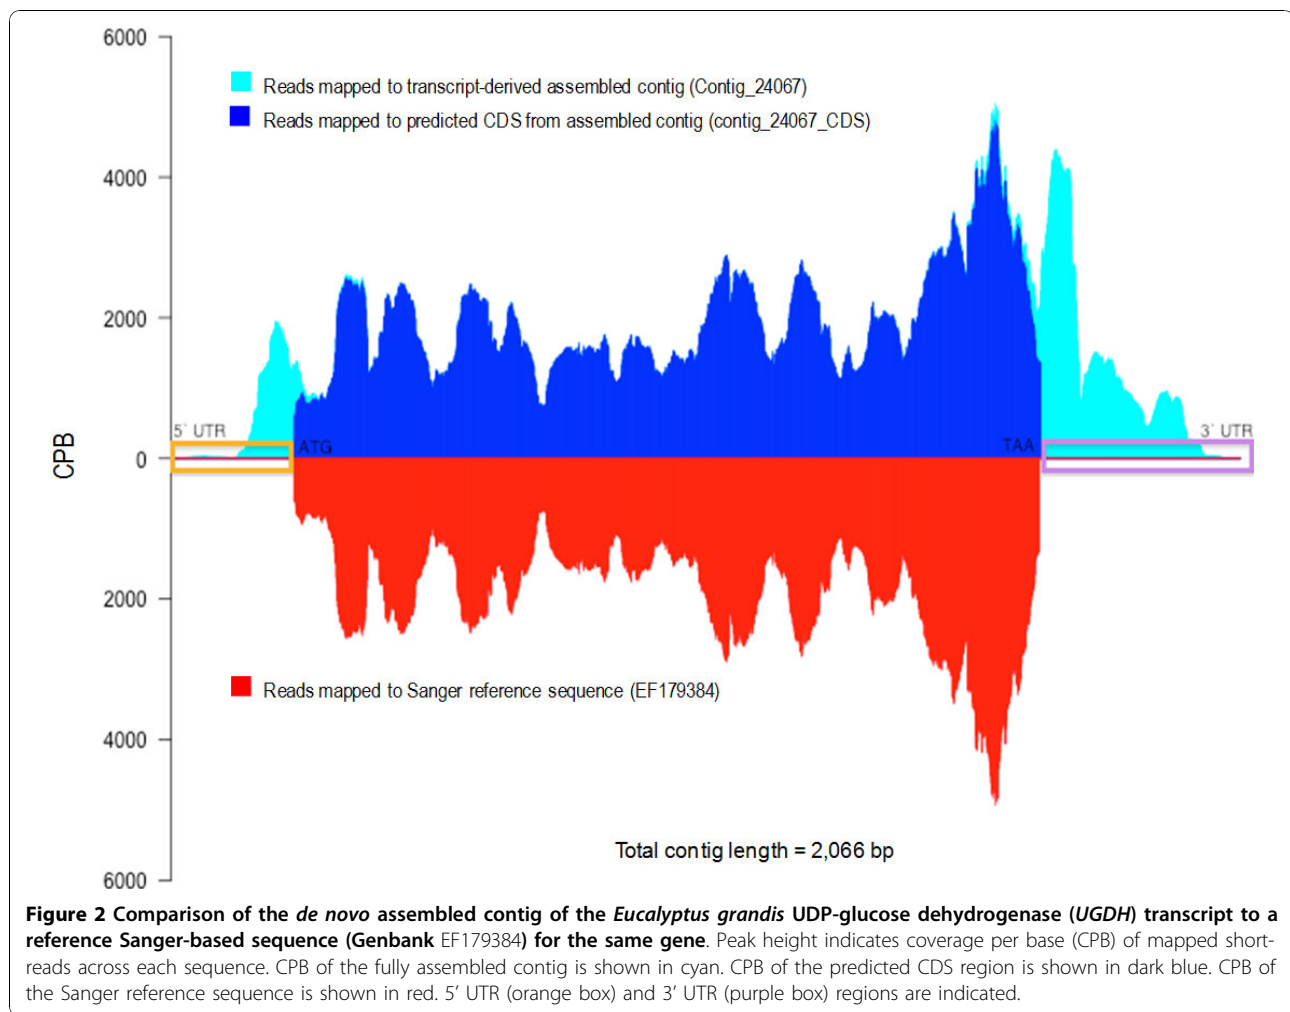 6000
Reads mapped to transcript-derived assembled contig (Contig_24067)
Reads mapped to predicted CDS from assembled contig (contig_24067_CDS)
4000
2000
5` UTR
3` UTR
ATG
TAA
CPB
0
2000
Reads mapped to Sanger reference sequence (EF179384)
4000
Total contig length = 2,066 bp
6000
Figure 2 Comparison of the de novo assembled contig of the Eucalyptus grandis UDP-glucose dehydrogenase (UGDH) transcript to a
reference Sanger-based sequence (Genbank EF179384) for the same gene. Peak height indicates coverage per base (CPB) of mapped short-
reads across each sequence. CPB of the fully assembled contig is shown in cyan. CPB of the predicted CDS region is shown in dark blue. CPB of
the Sanger reference sequence is shown in red. 5’ UTR (orange box) and 3’ UTR (purple box) regions are indicated.